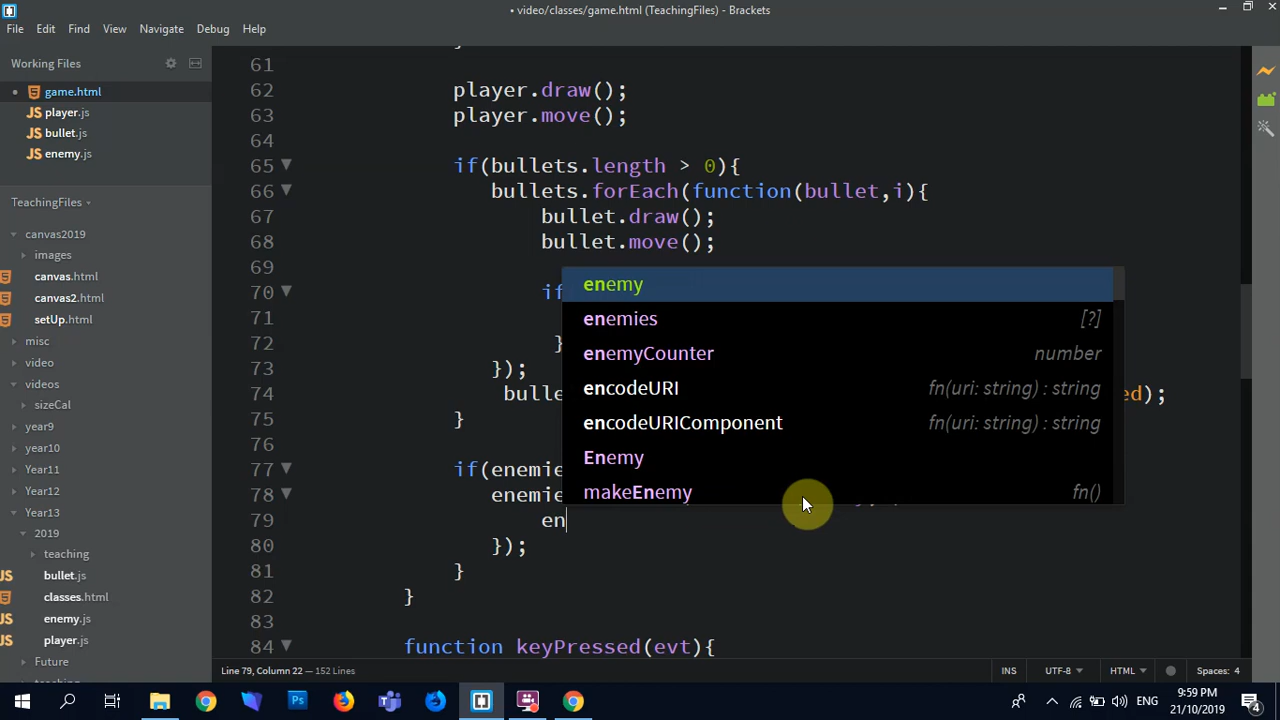 • video/classes/game.html (TeachingFiles) - Brackets
File Edit Find View Navigate Debug Help
Working Files
game.html
JS player.js
JS bullet.js
JS enemy.js
TeachingFiles
canvas2019
images
canvas.html
canvas2.html
setUp.html
misc
video
videos
sizeCal
year9
year10
Year11
Year12
Year13
2019
teaching
bullet.js
classes.html
enemy.js
player.js
Future
61
62 player.draw();
63 player.move();
64
65 if(bullets.length > 0){
66 bullets.forEach(function(bullet,i){
67 bullet.draw();
68 bullet.move();
69
70 if
71
72 }
73 });
74 bulle ed);
75 }
76
77 if(enemie
78 enemie
79 en
80 });
81 }
82 }
83
84 function keyPressed(evt){
enemy
enemies [?]
enemyCounter number
encodeURI fn(uri: string) : string
encodeURIComponent fn(uri: string) : string
Enemy
makeEnemy fn()
Line 79, Column 22 — 152 Lines
INS UTF-8 HTML Spaces: 4
ENG
9:59 PM
21/10/2019
4